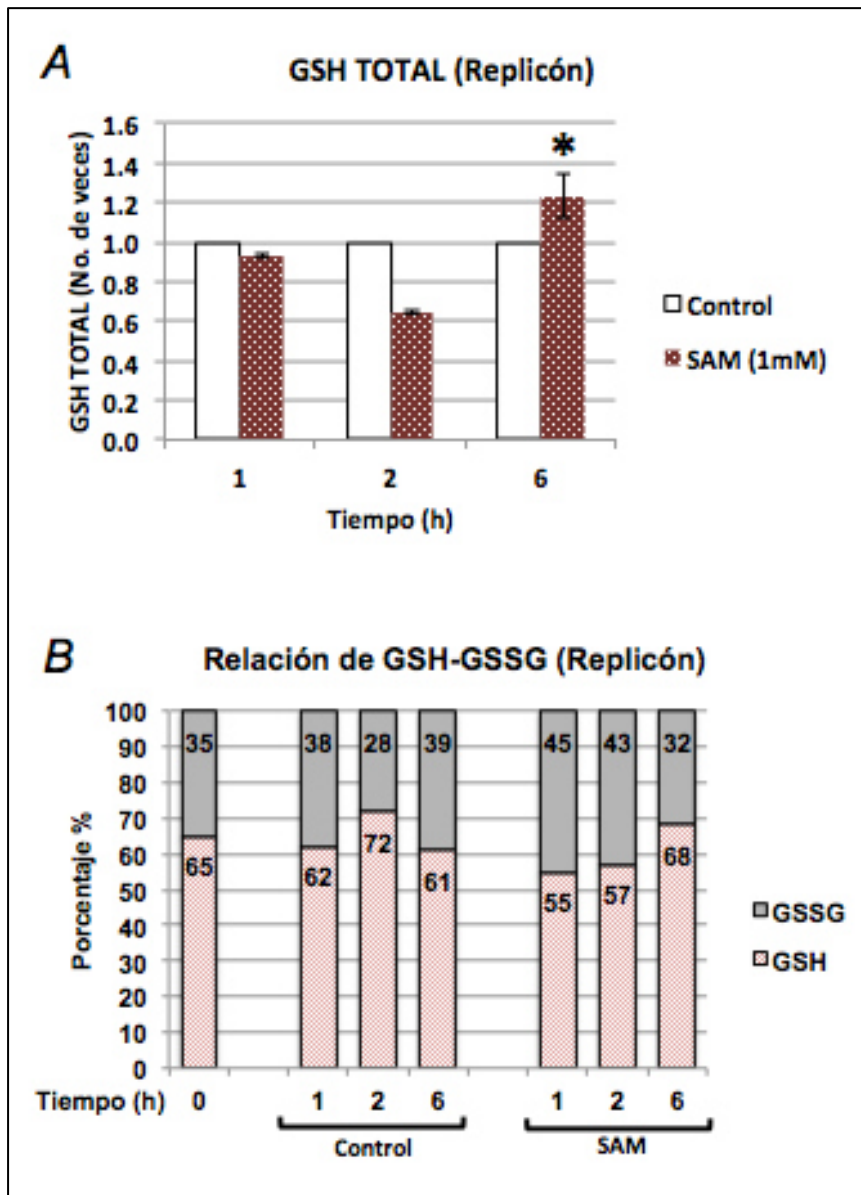 A
GSH TOTAL (Replicón)
GSH TOTAL (No. de veces)
1.6
1.4
1.2
1.0
0.8
0.6
0.4
0.2
0.0
*
1 2 6
Tiempo (h)
Control
SAM (1mM)
B
Relación de GSH-GSSG (Replicón)
Porcentaje %
100
90
80
70
60
50
40
30
20
10
0
35 38 28 39 45 43 32
65 62 72 61 55 57 68
GSSG
GSH
Tiempo (h) 0 1 2 6 1 2 6
Control SAM